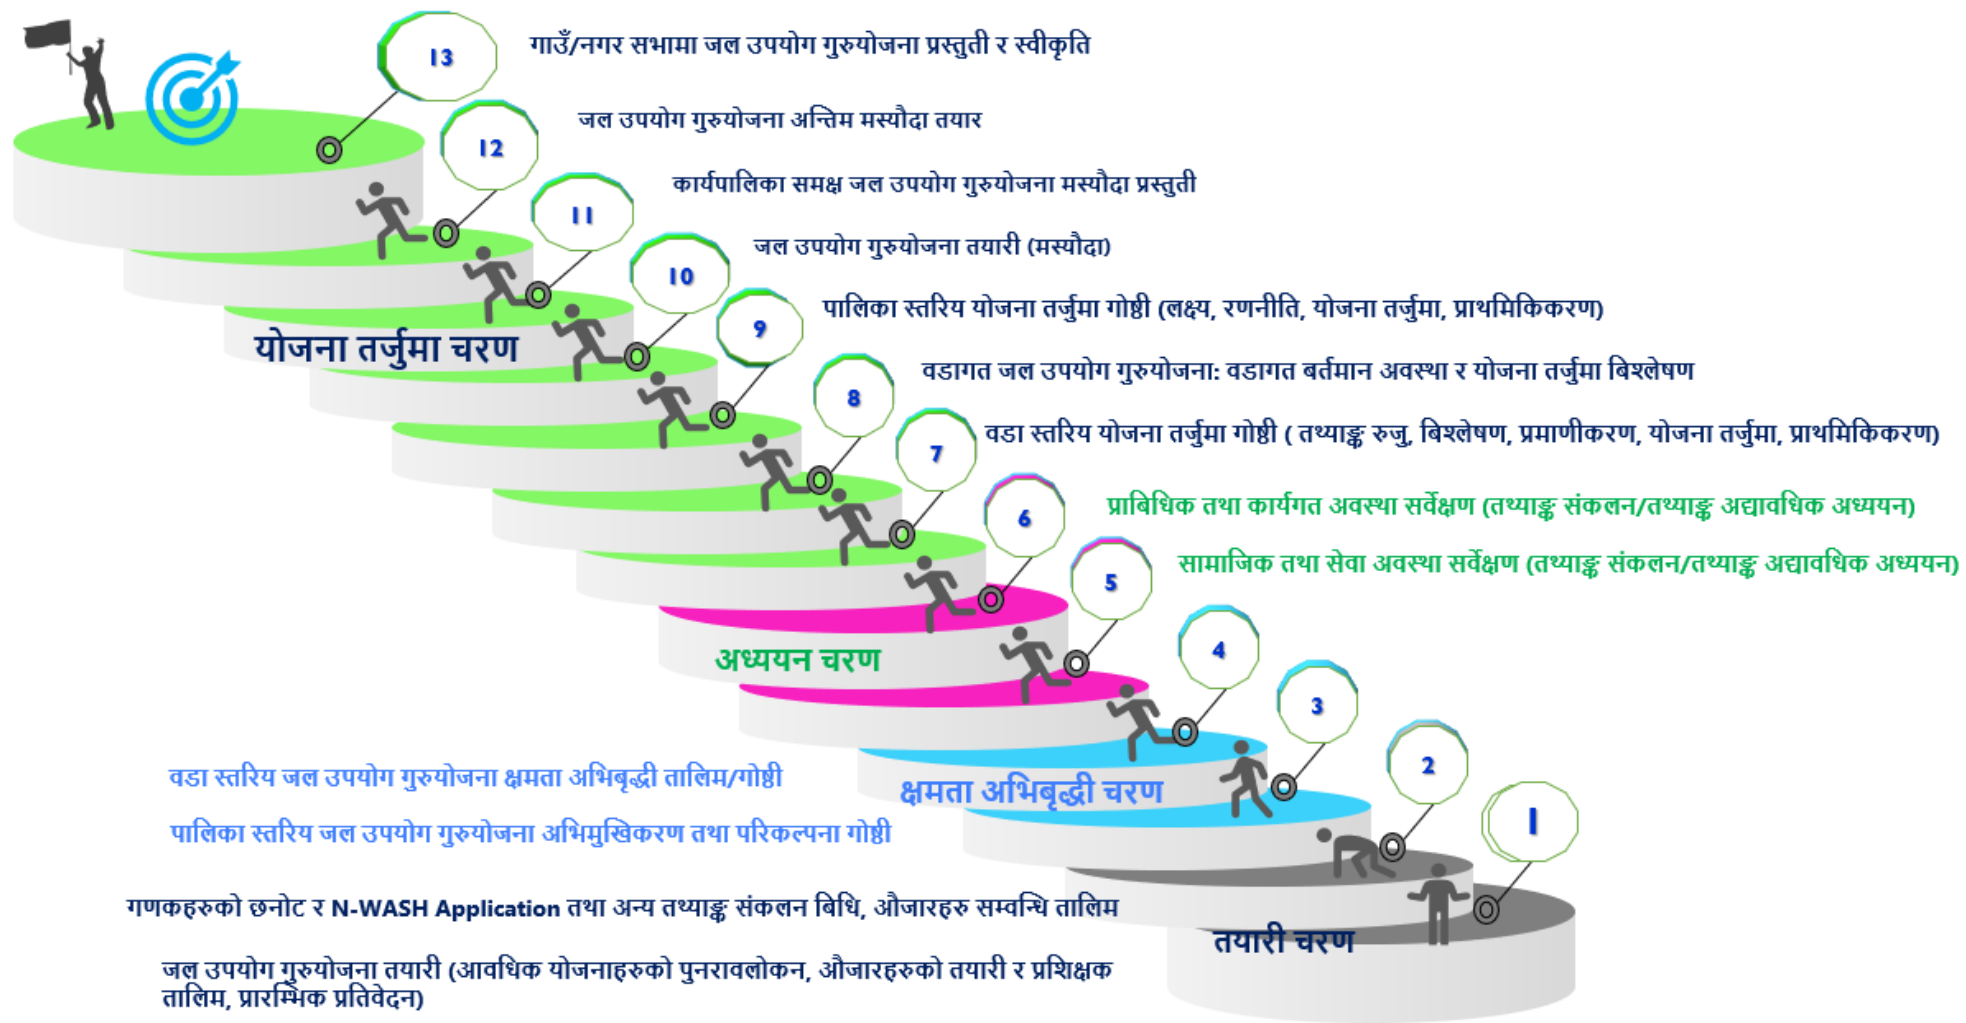 13
गाउँ/नगर सभामा जल उपयोग गुरुयोजना प्रस्तुती र स्वीकृति
12
जल उपयोग गुरुयोजना अन्तिम मस्यौदा तयार
11
कार्यपालिका समक्ष जल उपयोग गुरुयोजना मस्यौदा प्रस्तुती
10
जल उपयोग गुरुयोजना तयारी (मस्यौदा)
9
पालिका स्तरिय योजना तर्जुमा गोष्ठी (लक्ष्य, रणनीति, योजना तर्जुमा, प्राथमिकिकरण)
योजना तर्जुमा चरण
8
वडागत जल उपयोग गुरुयोजना: वडागत बर्तमान अवस्था र योजना तर्जुमा बिश्लेषण
7
वडा स्तरिय योजना तर्जुमा गोष्ठी ( तथ्याङ्क रुजु, बिश्लेषण, प्रमाणीकरण, योजना तर्जुमा, प्राथमिकिकरण)
6
प्राबिधिक तथा कार्यगत अवस्था सर्वेक्षण (तथ्याङ्क संकलन/तथ्याङ्क अद्यावधिक अध्ययन)
5
सामाजिक तथा सेवा अवस्था सर्वेक्षण (तथ्याङ्क संकलन/तथ्याङ्क अद्यावधिक अध्ययन)
अध्ययन चरण
4
3
2
1
वडा स्तरिय जल उपयोग गुरुयोजना क्षमता अभिबृद्धी तालिम/गोष्ठी
क्षमता अभिबृद्धी चरण
पालिका स्तरिय जल उपयोग गुरुयोजना अभिमुखिकरण तथा परिकल्पना गोष्ठी
गणकहरुको छनोट र N-WASH Application तथा अन्य तथ्याङ्क संकलन बिधि, औजारहरु सम्वन्धि तालिम
तयारी चरण
जल उपयोग गुरुयोजना तयारी (आवधिक योजनाहरुको पुनरावलोकन, औजारहरुको तयारी र प्रशिक्षक
तालिम, प्रारम्भिक प्रतिवेदन)